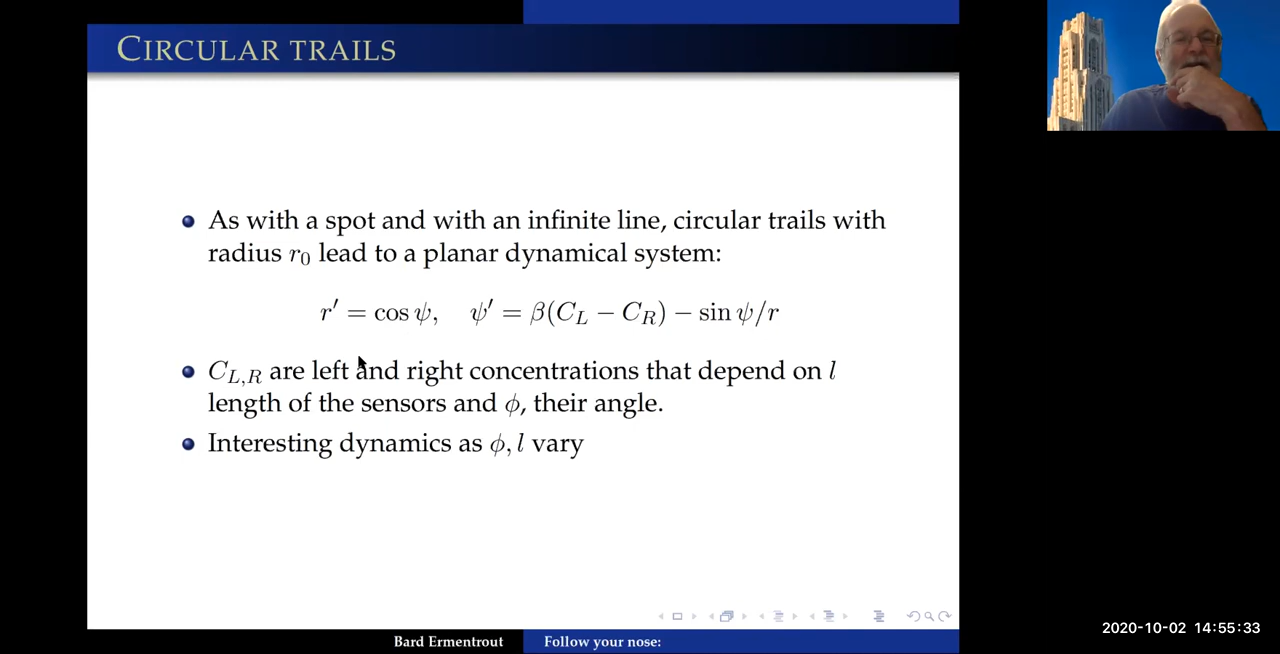 CIRCULAR TRAILS
As with a spot and with an infinite line, circular trails with
radius r₀ lead to a planar dynamical system:
r′ = cos ψ, ψ′ = β(C_L − C_R) − sin ψ/r
C_{L,R} are left and right concentrations that depend on l
length of the sensors and ϕ, their angle.
Interesting dynamics as ϕ, l vary
Bard Ermentrout
Follow your nose:
2020-10-02 14:55:33